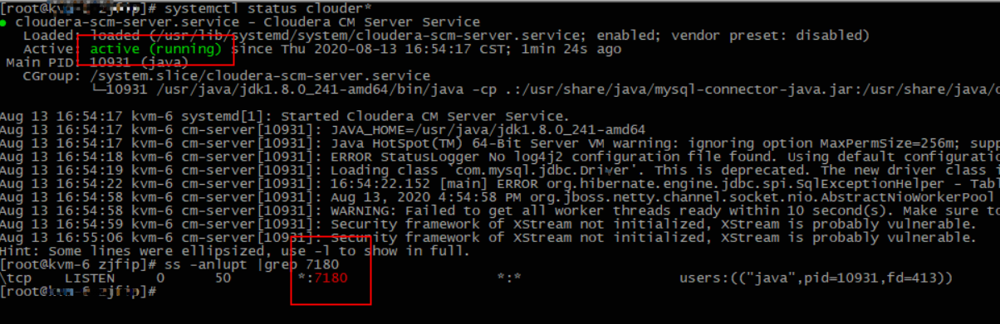 [root@kvm-6 zjfip]# systemctl status clouder*
● cloudera-scm-server.service - Cloudera CM Server Service
Loaded: loaded (/usr/lib/systemd/system/cloudera-scm-server.service; enabled; vendor preset: disabled)
Active: active (running) since Thu 2020-08-13 16:54:17 CST; 1min 24s ago
Main PID: 10931 (java)
CGroup: /system.slice/cloudera-scm-server.service
└─10931 /usr/java/jdk1.8.0_241-amd64/bin/java -cp .:/usr/share/java/mysql-connector-java.jar:/usr/share/java/o
Aug 13 16:54:17 kvm-6 systemd[1]: Started Cloudera CM Server Service.
Aug 13 16:54:17 kvm-6 cm-server[10931]: JAVA_HOME=/usr/java/jdk1.8.0_241-amd64
Aug 13 16:54:17 kvm-6 cm-server[10931]: Java HotSpot(TM) 64-Bit Server VM warning: ignoring option MaxPermSize=256m; supp
Aug 13 16:54:18 kvm-6 cm-server[10931]: ERROR StatusLogger No log4j2 configuration file found. Using default configuratio
Aug 13 16:54:19 kvm-6 cm-server[10931]: Loading class `com.mysql.jdbc.Driver'. This is deprecated. The new driver class i
Aug 13 16:54:22 kvm-6 cm-server[10931]: 16:54:22.152 [main] ERROR org.hibernate.engine.jdbc.spi.SqlExceptionHelper - Tabl
Aug 13 16:54:58 kvm-6 cm-server[10931]: Aug 13, 2020 4:54:58 PM org.jboss.netty.channel.socket.nio.AbstractNioWorkerPool
Aug 13 16:54:58 kvm-6 cm-server[10931]: WARNING: Failed to get all worker threads ready within 10 second(s). Make sure to
Aug 13 16:54:59 kvm-6 cm-server[10931]: Security framework of XStream not initialized, XStream is probably vulnerable.
Aug 13 16:55:06 kvm-6 cm-server[10931]: Security framework of XStream not initialized, XStream is probably vulnerable.
Hint: Some lines were ellipsized, use -l to show in full.
[root@kvm-6 zjfip]# ss -anlupt |grep 7180
\tcp LISTEN 0 50 *:7180 *:* users:(("java",pid=10931,fd=413))
[root@kvm-6 zjfip]#